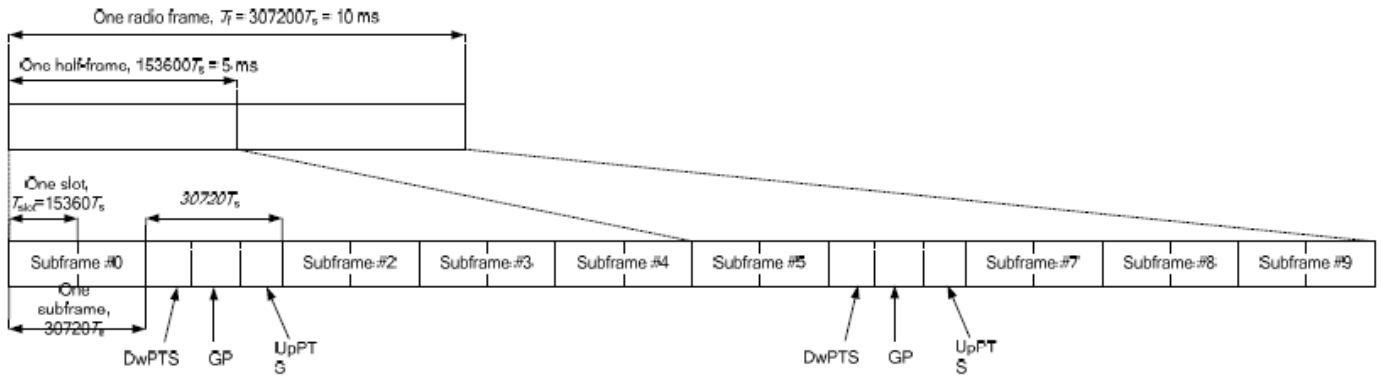 One radio frame, Tf = 307200Ts = 10 ms
One half-frame, 153600Ts = 5 ms
One slot,
Tslot=15360Ts
30720Ts
Subframe #0
Subframe #2
Subframe #3
Subframe #4
Subframe #5
Subframe #7
Subframe #8
Subframe #9
One
subframe,
30720Ts
DwPTS
GP
UpPT
S
DwPTS
GP
UpPT
S